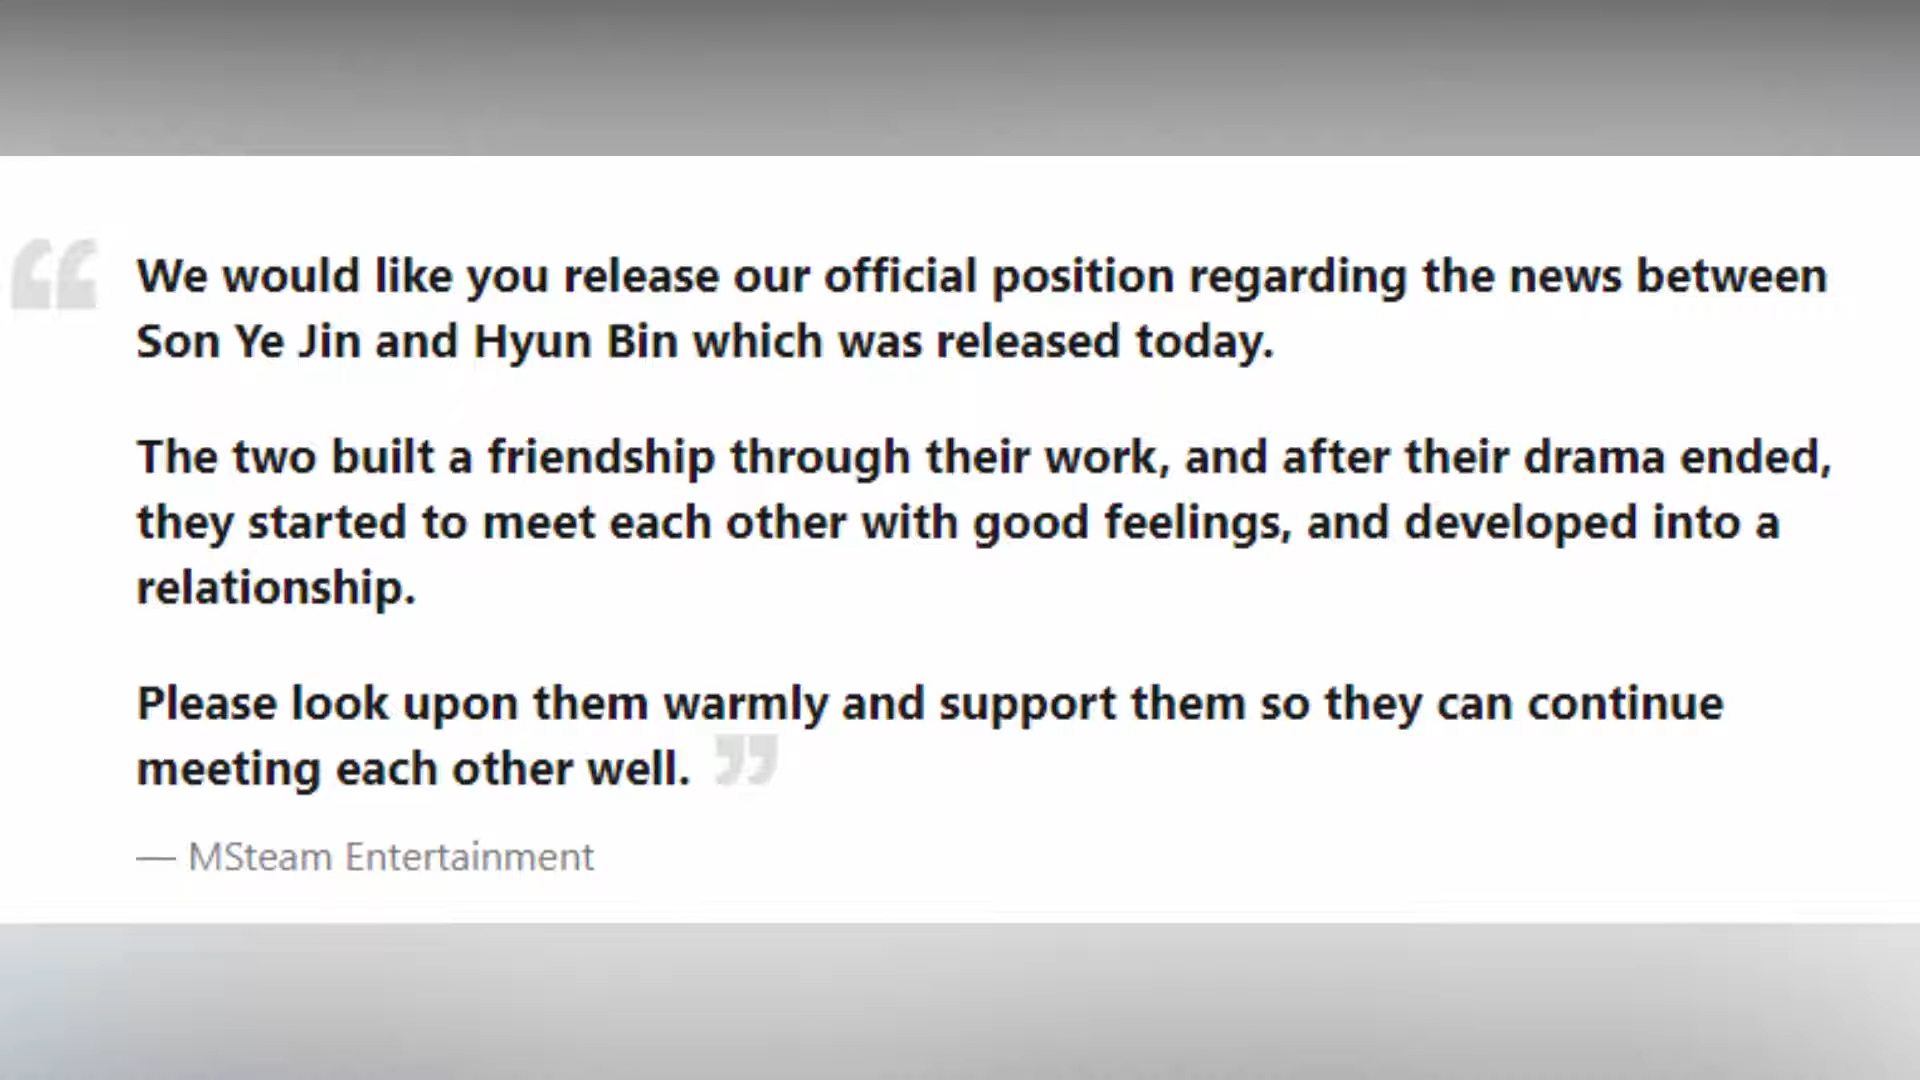 “
We would like you release our official position regarding the news between
Son Ye Jin and Hyun Bin which was released today.
The two built a friendship through their work, and after their drama ended,
they started to meet each other with good feelings, and developed into a
relationship.
Please look upon them warmly and support them so they can continue
meeting each other well. ”
— MSteam Entertainment